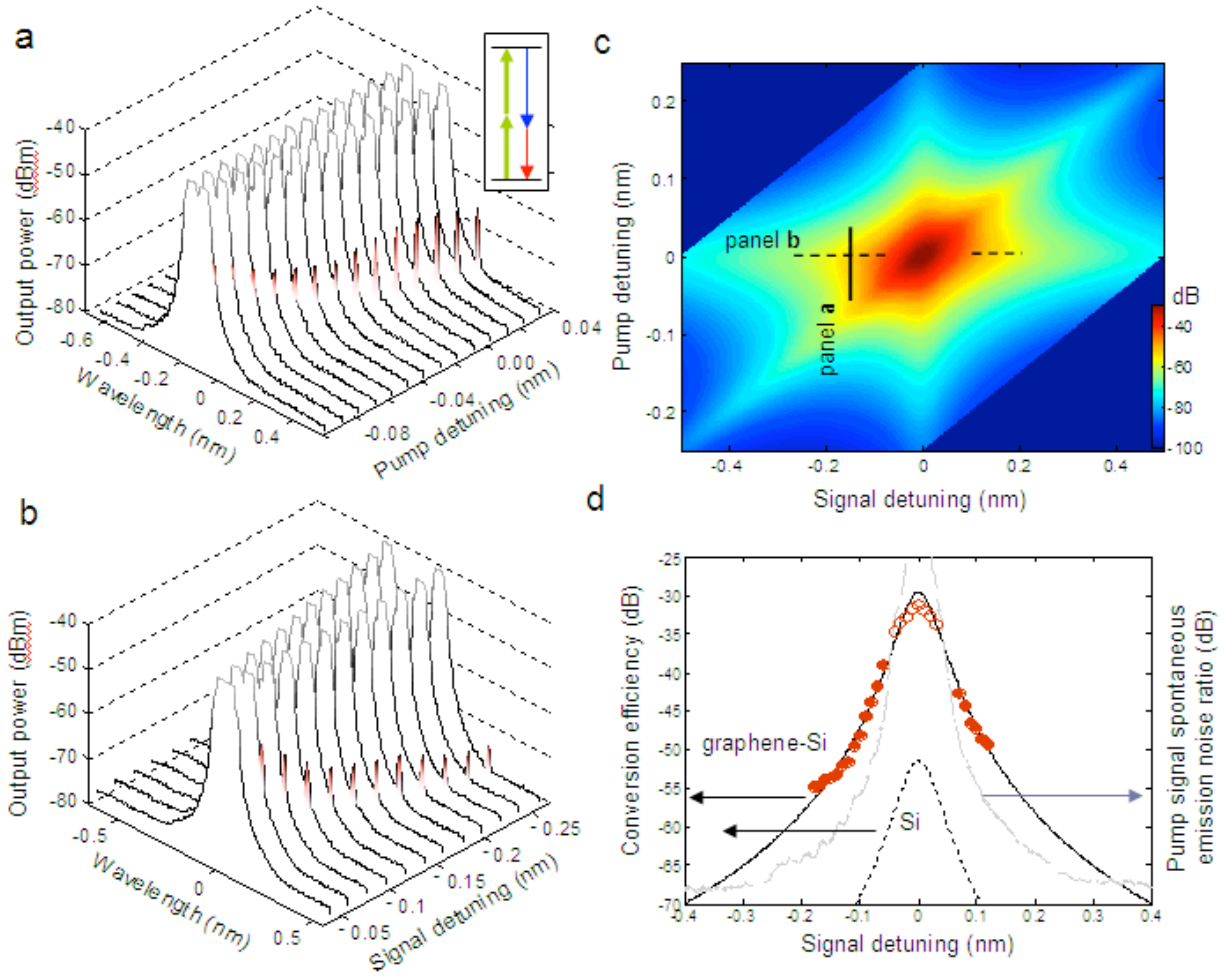 a
Output power (dBm)
-40
-50
-60
-70
-80
-0.6
-0.4
-0.2
0
0.2
0.4
Wavelength (nm)
-0.08
-0.04
0.00
0.04
Pump detuning (nm)
b
Output power (dBm)
-40
-50
-60
-70
-80
-0.5
0
0.5
Wavelength (nm)
- 0.05
- 0.1
- 0.15
- 0.2
- 0.25
Signal detuning (nm)
c
Pump detuning (nm)
0.2
0.1
0
-0.1
-0.2
panel b
panel a
dB
- 40
- 60
- 80
- 100
-0.4
-0.2
0
0.2
0.4
Signal detuning (nm)
d
Conversion efficiency (dB)
-25
-30
-35
-40
-45
-50
-55
-60
-65
-70
graphene-Si
Si
Pump signal spontaneous
emission noise ratio (dB)
-0.4
-0.3
-0.2
-0.1
0
0.1
0.2
0.3
0.4
Signal detuning (nm)